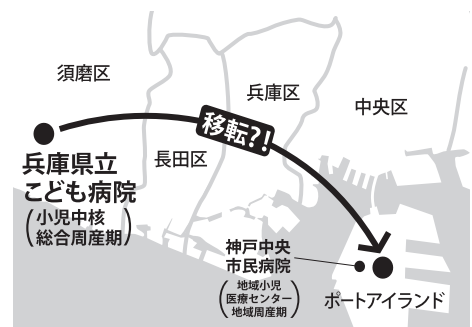 須磨区
兵庫区
中央区
移転?!
長田区
兵庫県立
こども病院
(小児中核
総合周産期)
神戸中央
市民病院
(地域小児
医療センター
地域周産期)
ポートアイランド